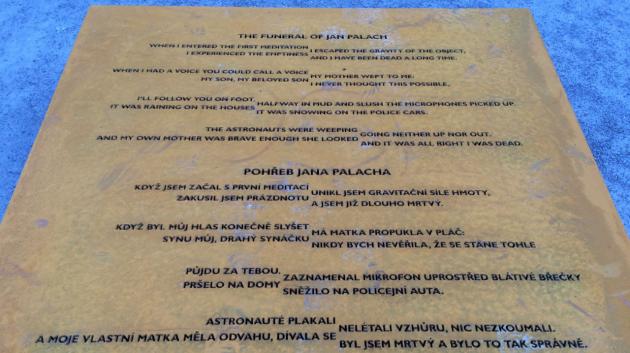 THE FUNERAL OF JAN PALACH
WHEN I ENTERED THE FIRST MEDITATION I ESCAPED THE GRAVITY OF THE OBJECT,
I EXPERIENCED THE EMPTINESS AND I HAVE BEEN DEAD A LONG TIME.
WHEN I HAD A VOICE YOU COULD CALL A VOICE MY MOTHER WEPT TO ME:
MY SON, MY BELOVED SON I NEVER THOUGHT THIS POSSIBLE,
I'LL FOLLOW YOU ON FOOT. HALFWAY IN MUD AND SLUSH THE MICROPHONES PICKED UP.
IT WAS RAINING ON THE HOUSES IT WAS SNOWING ON THE POLICE CARS.
THE ASTRONAUTS WERE WEEPING GOING NEITHER UP NOR OUT.
AND MY OWN MOTHER WAS BRAVE ENOUGH SHE LOOKED AND IT WAS ALL RIGHT I WAS DEAD.
POHŘEB JANA PALACHA
KDYŽ JSEM ZAČAL S PRVNÍ MEDITACÍ UNIKL JSEM GRAVITAČNÍ SÍLE HMOTY,
ZAKUSIL JSEM PRÁZDNOTU A JSEM JIŽ DLOUHO MRTVÝ.
KDYŽ BYL MŮJ HLAS KONEČNĚ SLYŠET MÁ MATKA PROPUKLA V PLÁČ:
SYNU MŮJ, DRAHÝ SYNÁČKU NIKDY BYCH NEVĚŘILA, ŽE SE STANE TOHLE
PŮJDU ZA TEBOU. ZAZNAMENAL MIKROFON UPROSTŘED BLÁTIVÉ BŘEČKY
PRŠELO NA DOMY SNĚŽILO NA POLICEJNÍ AUTA.
ASTRONAUTÉ PLAKALI NELÉTALI VZHŮRU, NIC NEZKOUMALI.
A MOJE VLASTNÍ MATKA MĚLA ODVAHU, DÍVALA SE BYL JSEM MRTVÝ A BYLO TO TAK SPRÁVNÉ.